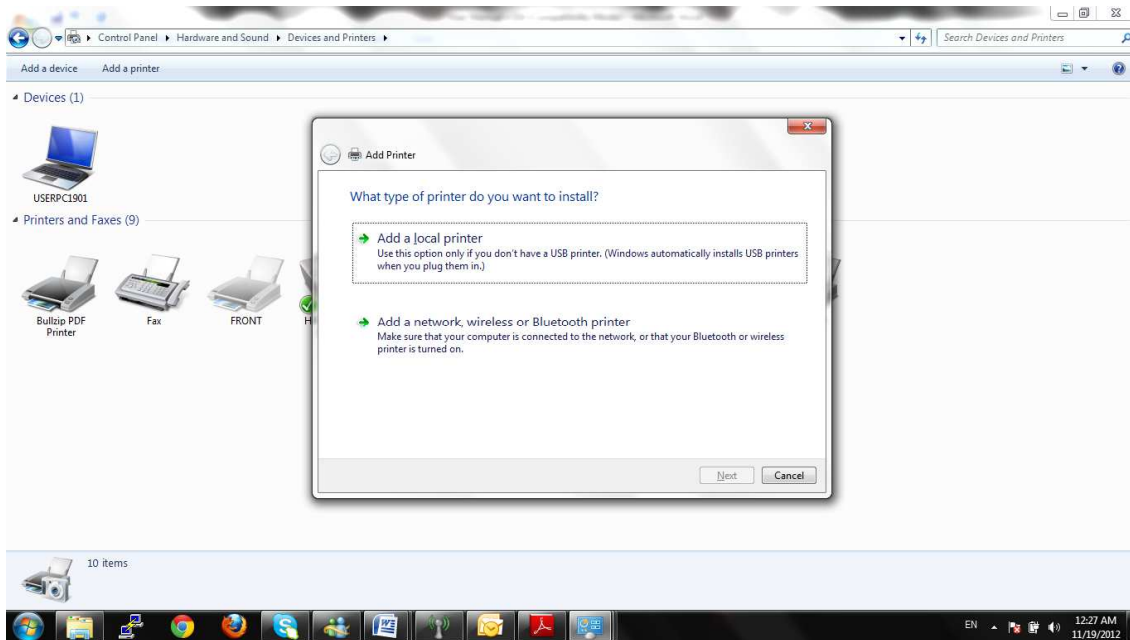 Control Panel ▸ Hardware and Sound ▸ Devices and Printers ▸
Search Devices and Printers
Add a device Add a printer
Devices (1)
USERPC1901
Printers and Faxes (9)
Bullzip PDF
Printer
Fax
FRONT
H
Add Printer
What type of printer do you want to install?
Add a local printer
Use this option only if you don't have a USB printer. (Windows automatically installs USB printers
when you plug them in.)
Add a network, wireless or Bluetooth printer
Make sure that your computer is connected to the network, or that your Bluetooth or wireless
printer is turned on.
Next Cancel
10 items
EN
12:27 AM
11/19/2012